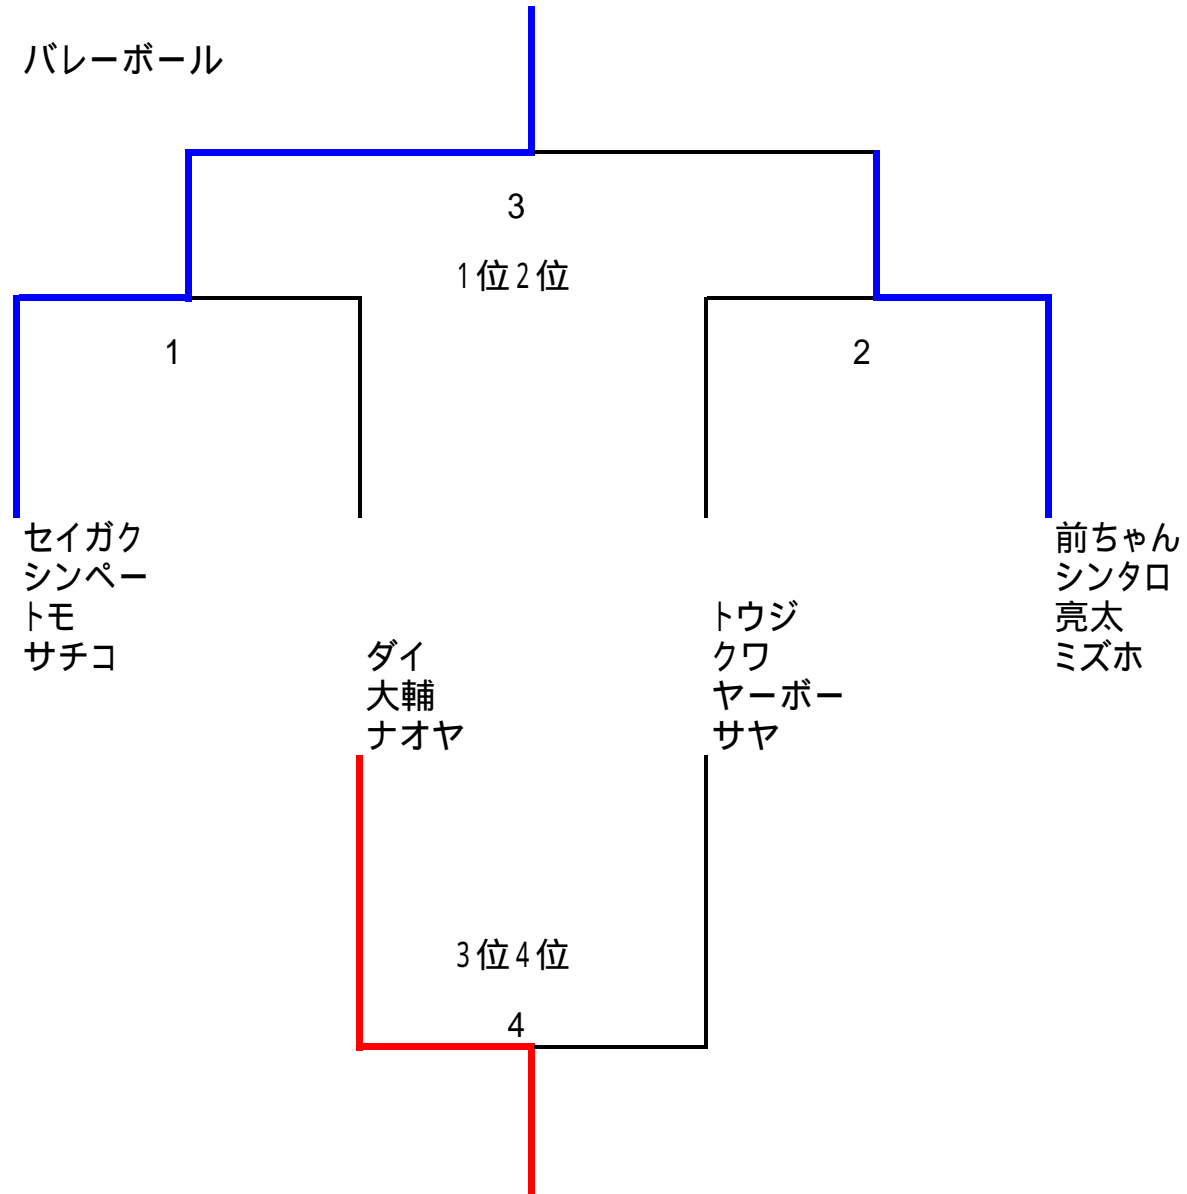 バレーボール
3
1位2位
1
2
セイガク
シンペー
トモ
サチコ
ダイ
大輔
ナオヤ
トウジ
クワ
ヤーボー
サヤ
前ちゃん
シンタロ
亮太
ミズホ
3位4位
4